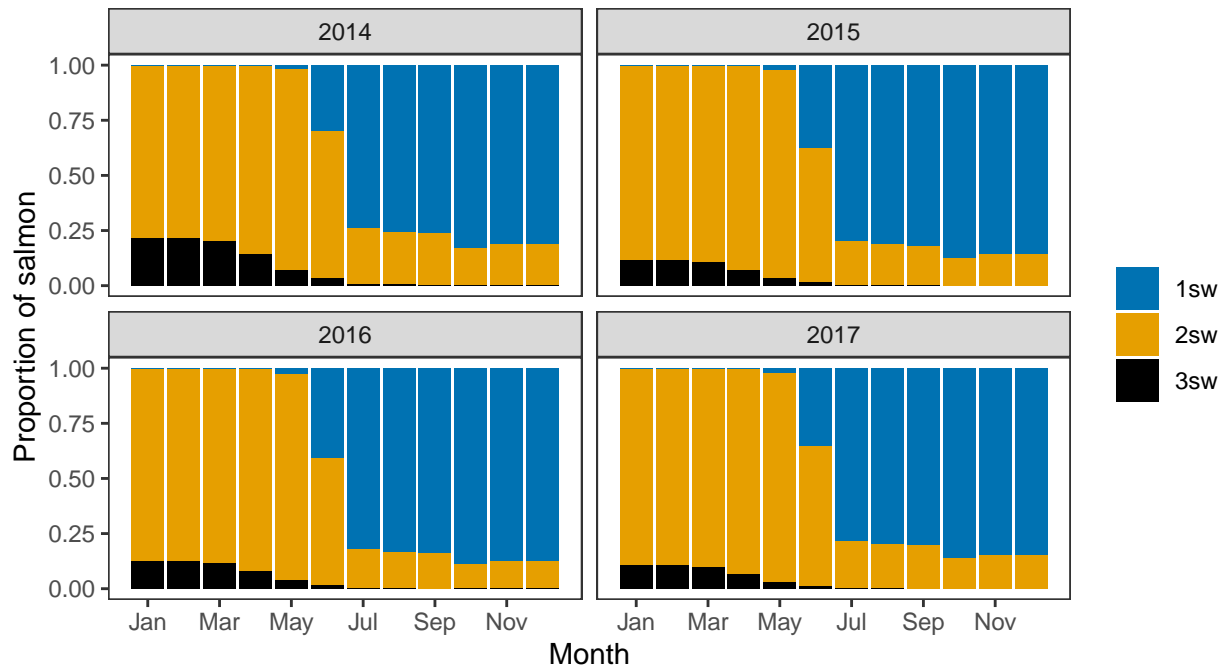 2014
2015
1.00
0.75
0.50
0.25
0.00
2016
2017
1.00
0.75
0.50
0.25
0.00
Jan Mar May Jul Sep Nov
Jan Mar May Jul Sep Nov
Month
Proportion of salmon
1sw
2sw
3sw